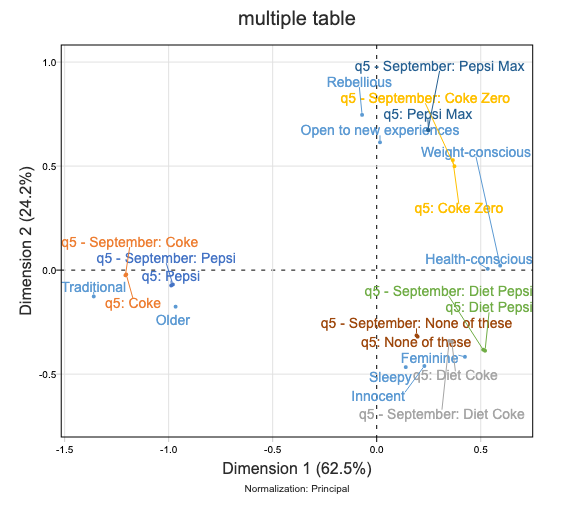 multiple table
1.0
q5 - September: Pepsi Max
Rebellious
q5 - September: Coke Zero
q5: Pepsi Max
Open to new experiences
Weight-conscious
0.5
q5: Coke Zero
q5 - September: Coke
q5 - September: Pepsi
Health-conscious
0.0
q5: Pepsi
Traditional
q5 - September: Diet Pepsi
q5: Coke
q5: Diet Pepsi
Older
q5 - September: None of these
q5: None of these
Feminine
-0.5
Sleepy
q5: Diet Coke
Innocent
q5 - September: Diet Coke
Dimension 2 (24.2%)
-1.5 -1.0 -0.5 0.0 0.5
Dimension 1 (62.5%)
Normalization: Principal